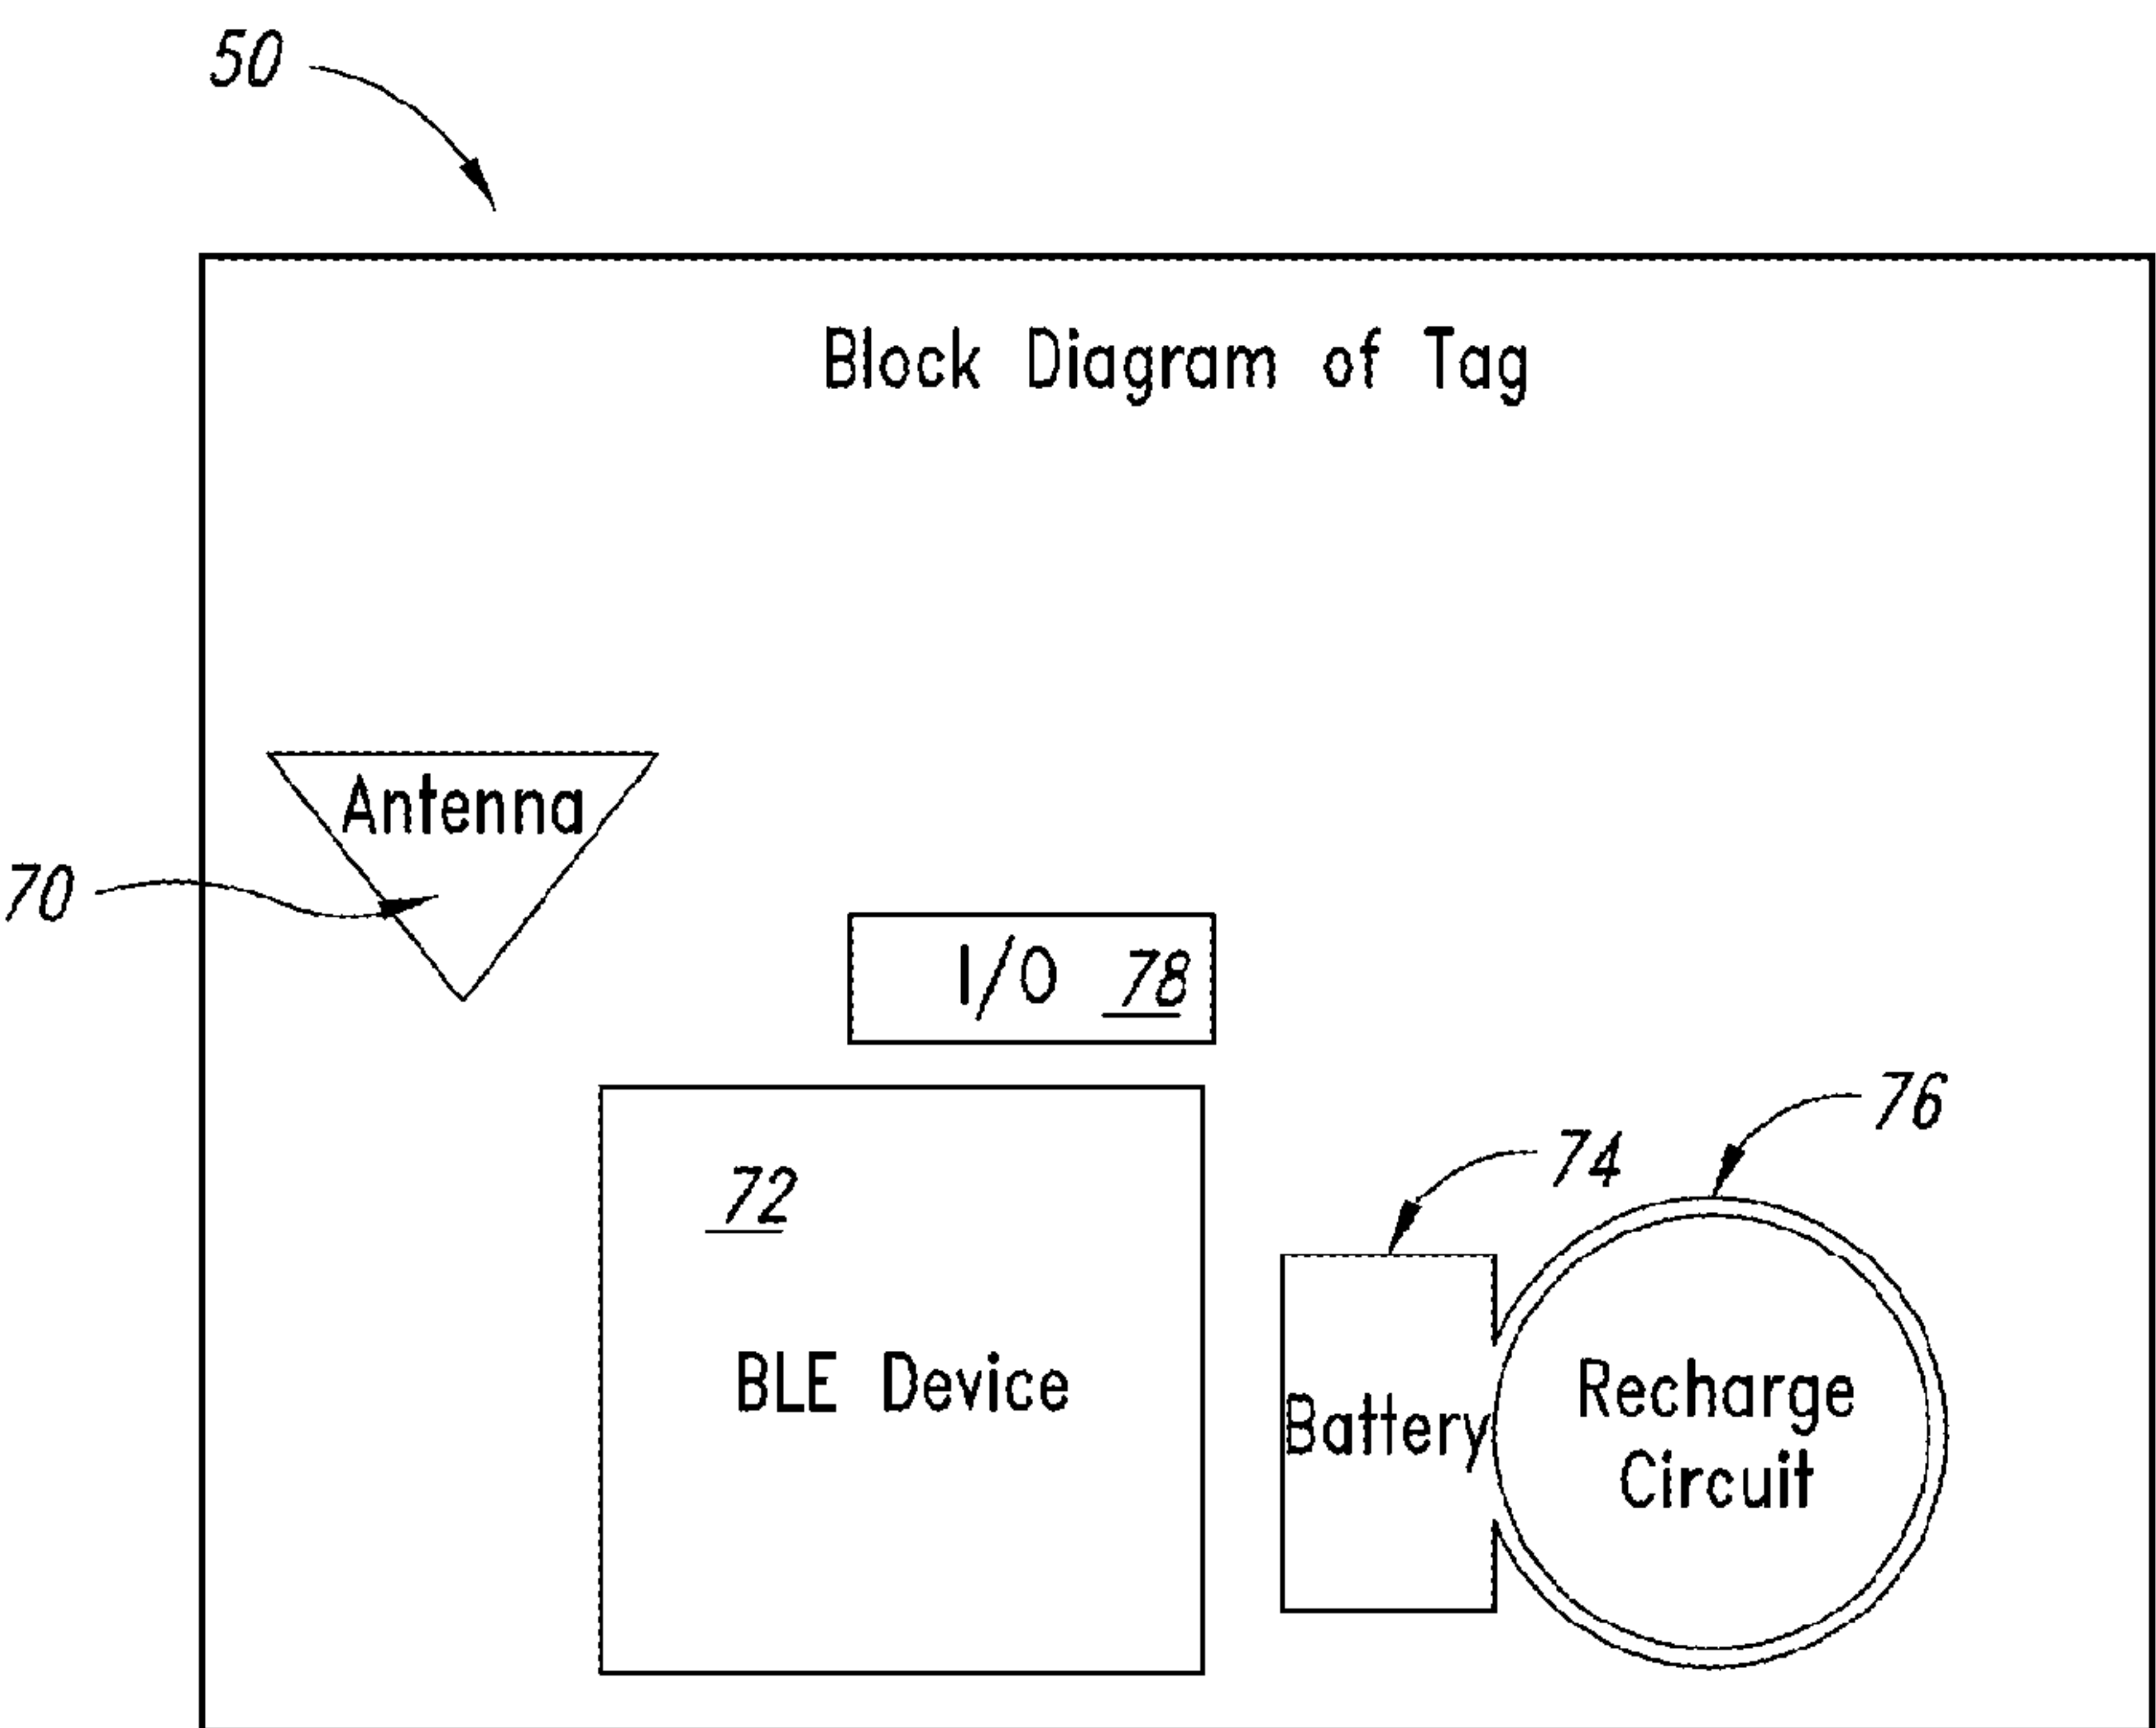 50
Block Diagram of Tag
Antenna
70
I/O 78
76
74
72
BLE Device
Battery
Recharge
Circuit